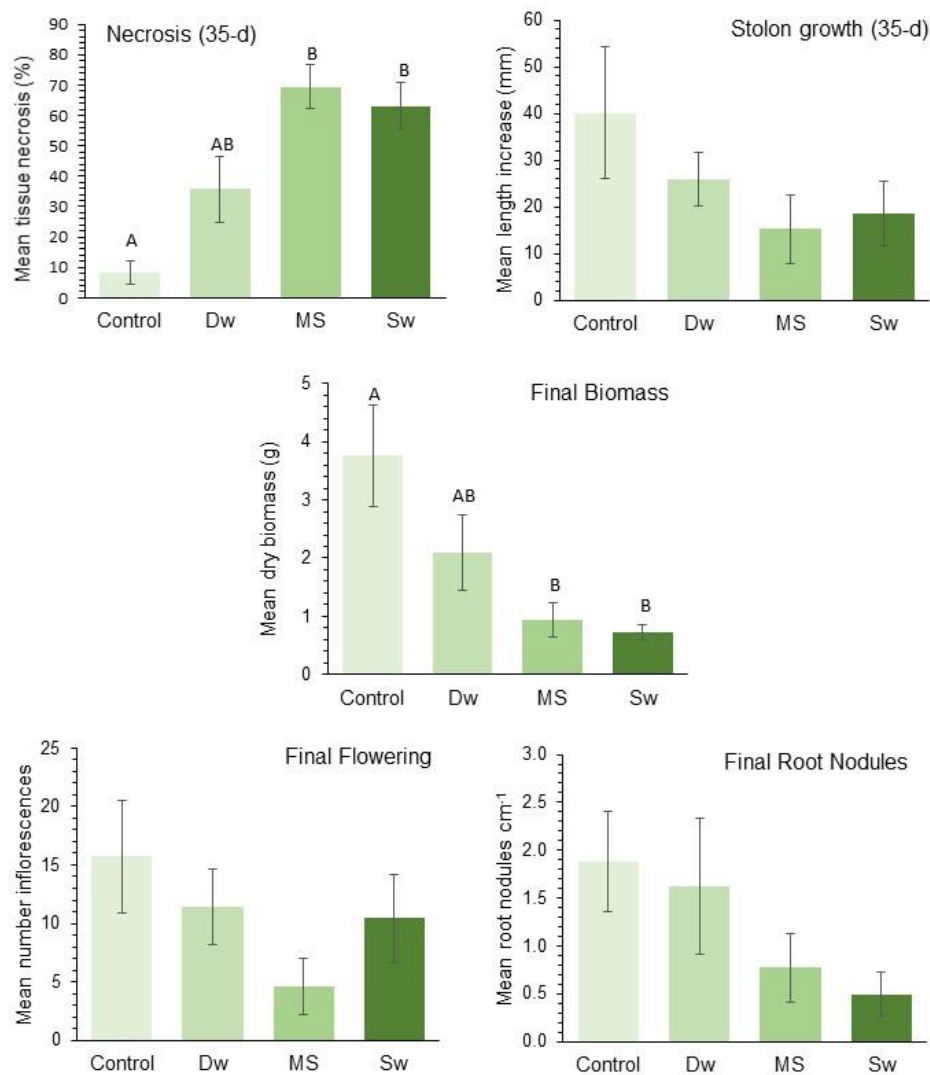 Necrosis (35-d)
Mean tissue necrosis (%)
90
80
70
60
50
40
30
20
10
0
A
AB
B
B
Control Dw MS Sw
Stolon growth (35-d)
Mean length increase (mm)
60
50
40
30
20
10
0
Control Dw MS Sw
Final Biomass
Mean dry biomass (g)
5
4
3
2
1
0
A
AB
B
B
Control Dw MS Sw
Final Flowering
Mean number inflorescences
25
20
15
10
5
0
Control Dw MS Sw
Final Root Nodules
Mean root nodules cm-1
3.0
2.5
2.0
1.5
1.0
0.5
0.0
Control Dw MS Sw